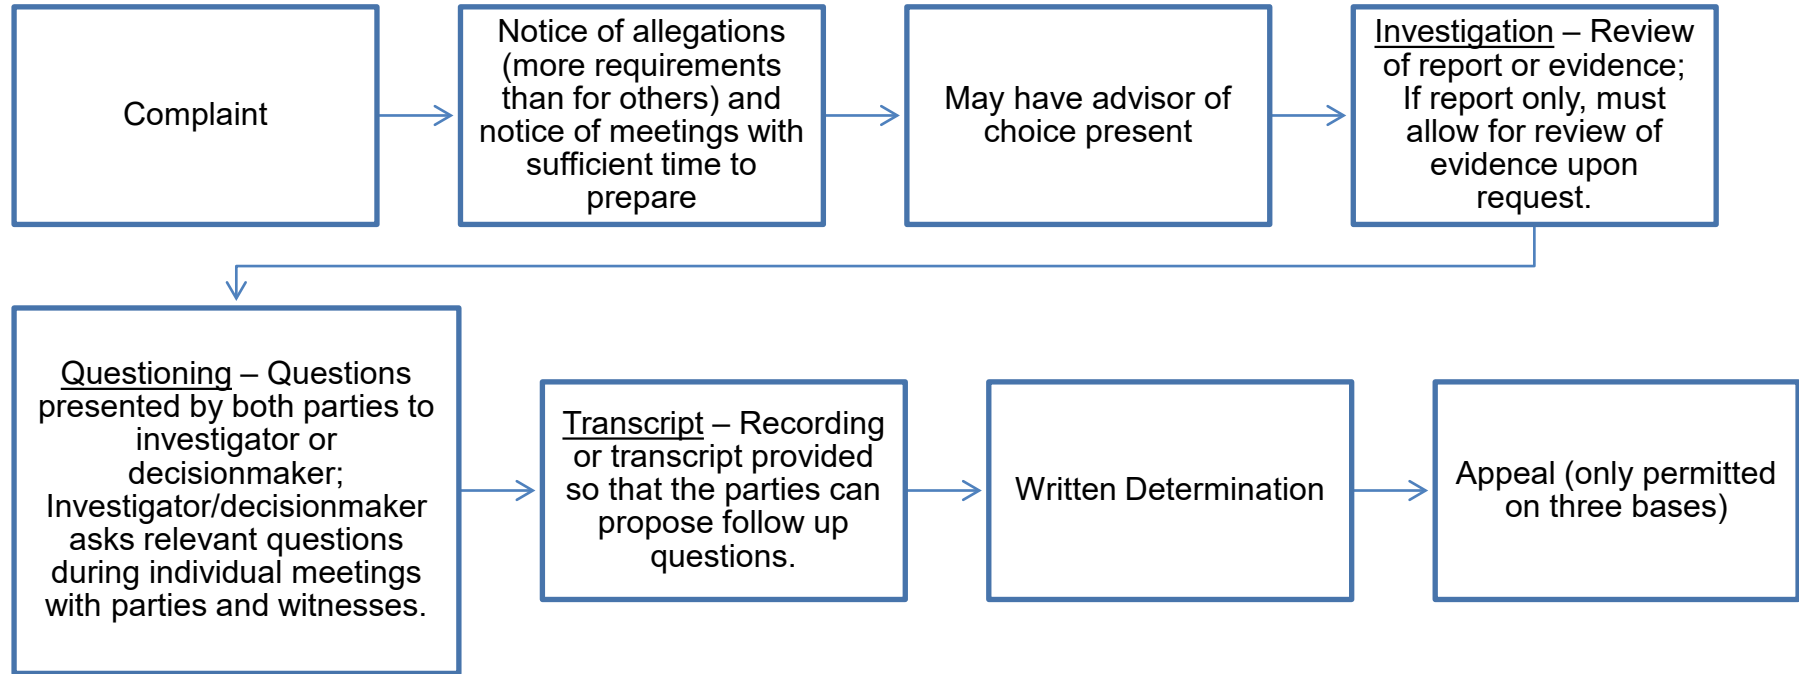 Complaint
Notice of allegations
(more requirements
than for others) and
notice of meetings with
sufficient time to
prepare
May have advisor of
choice present
Investigation – Review
of report or evidence;
If report only, must
allow for review of
evidence upon
request.
Questioning – Questions
presented by both parties to
investigator or
decisionmaker;
Investigator/decisionmaker
asks relevant questions
during individual meetings
with parties and witnesses.
Transcript – Recording
or transcript provided
so that the parties can
propose follow up
questions.
Written Determination
Appeal (only permitted
on three bases)